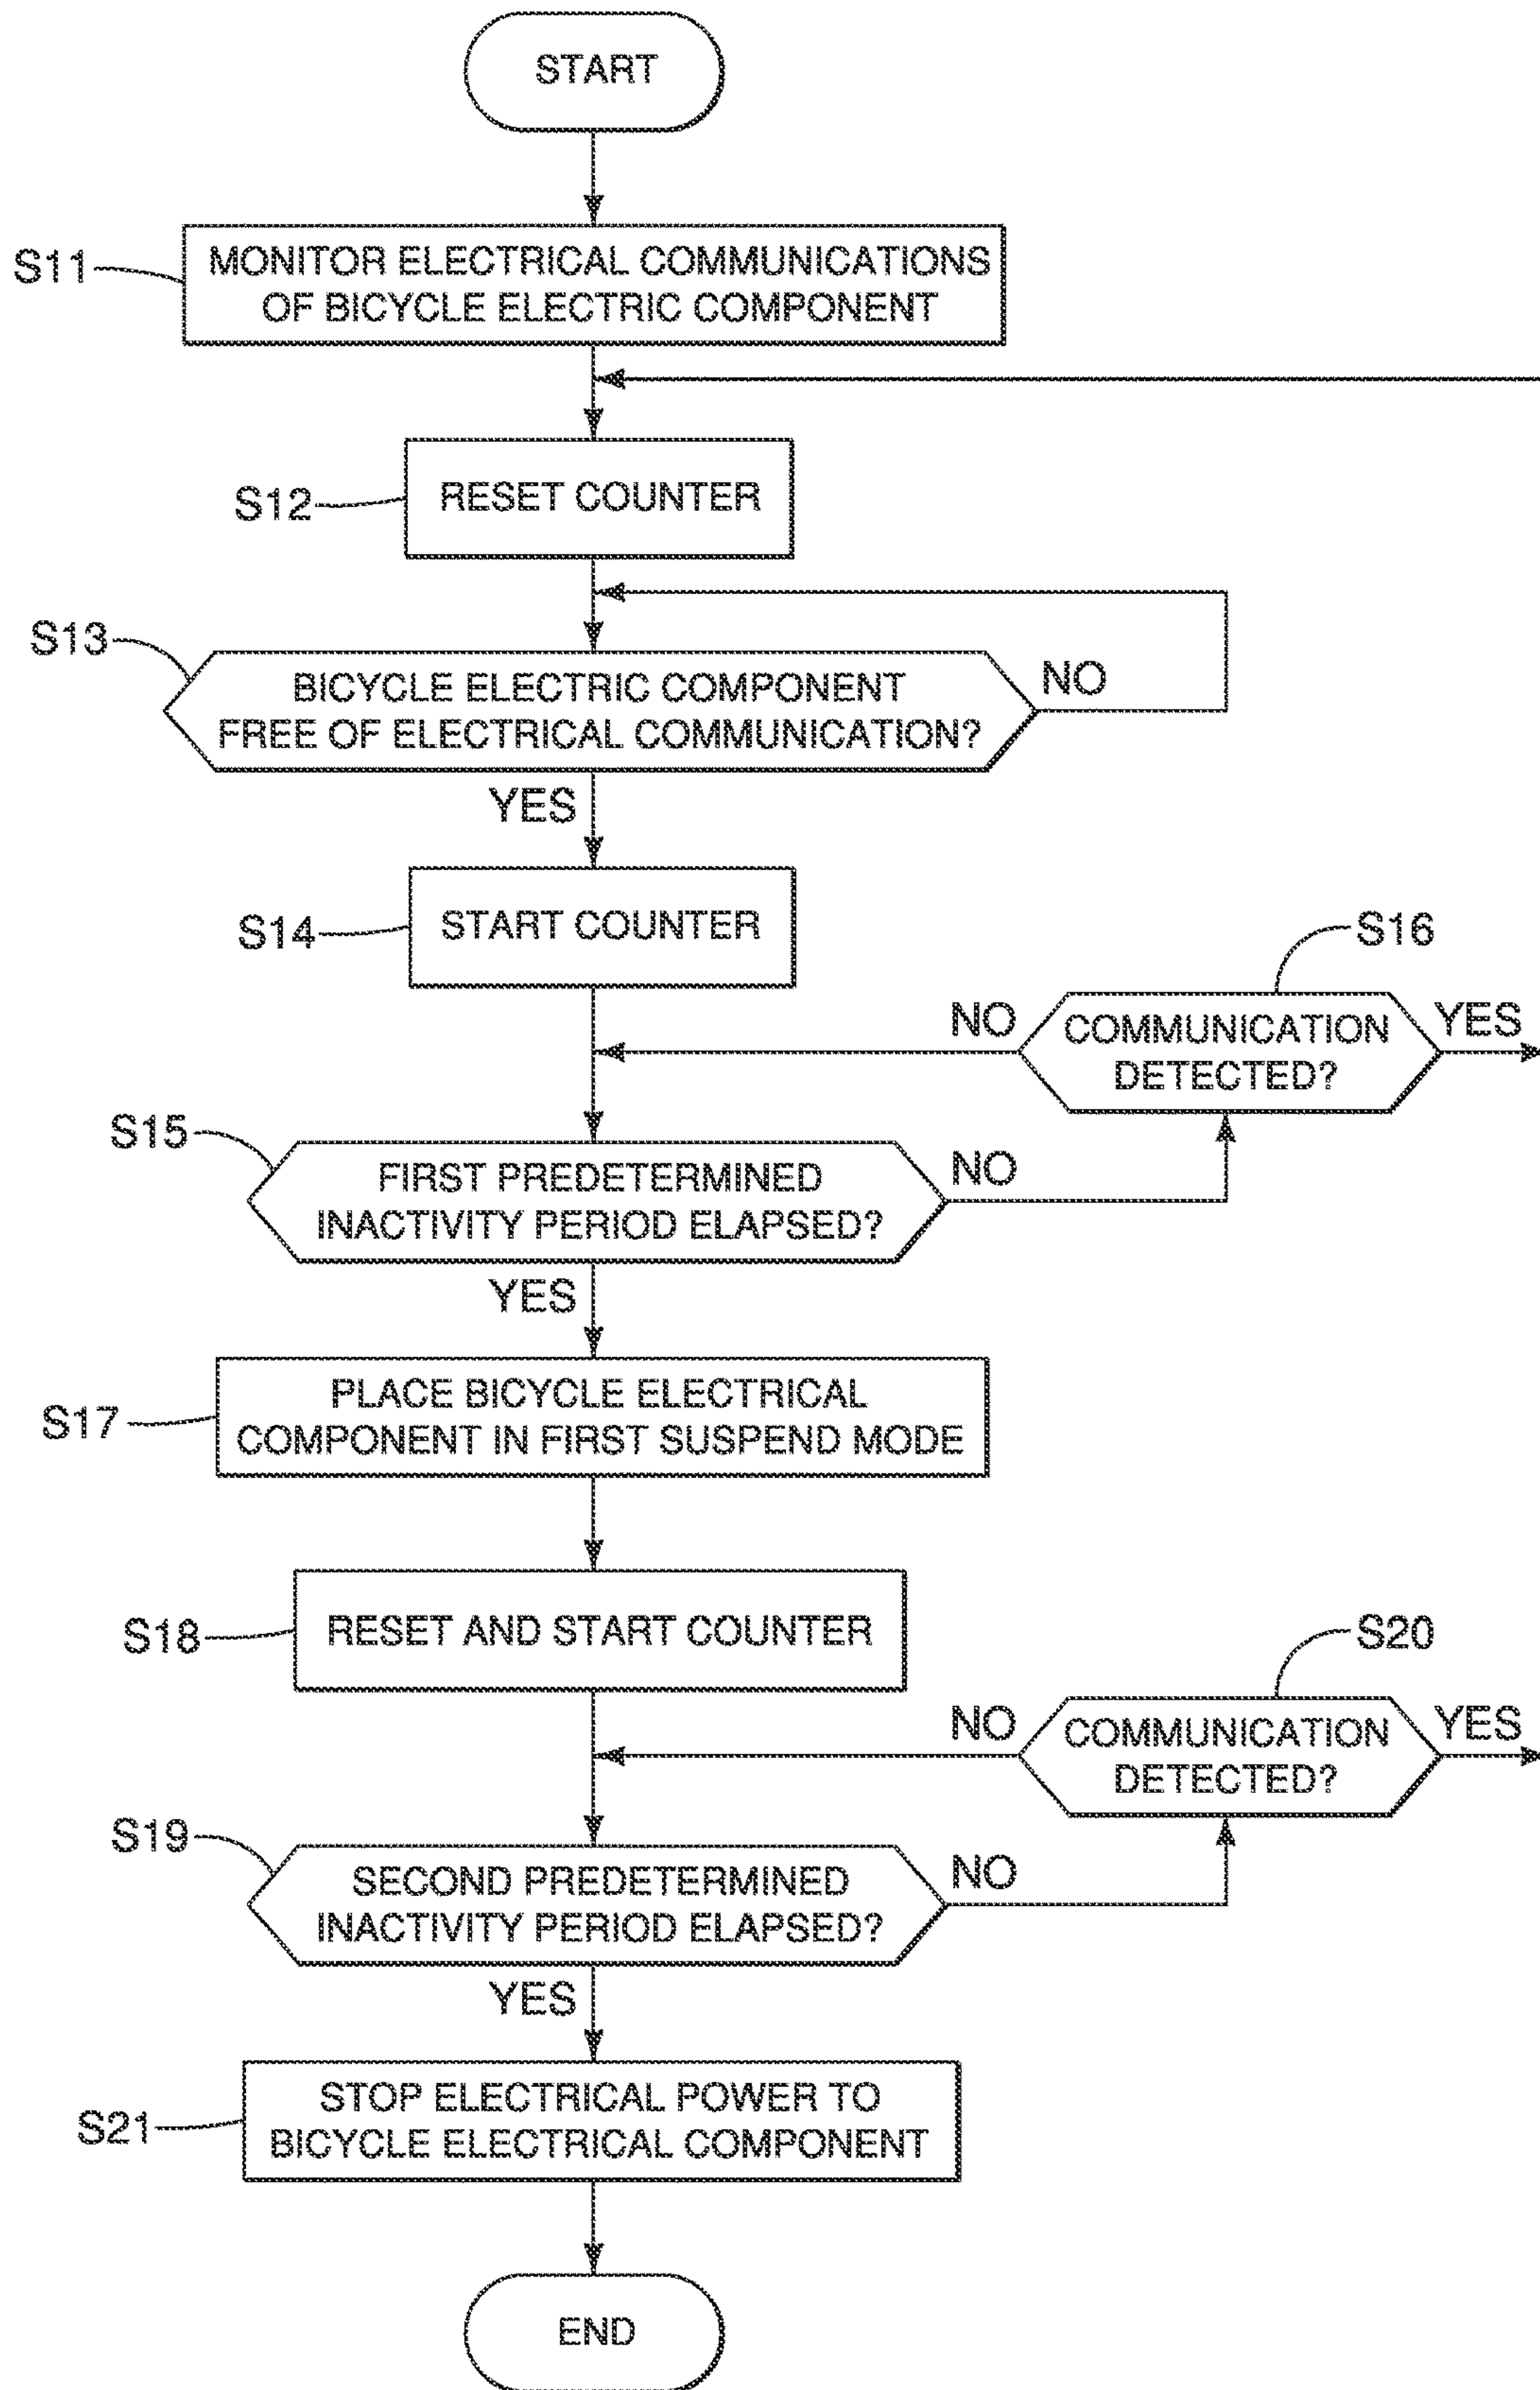 START
S11
MONITOR ELECTRICAL COMMUNICATIONS
OF BICYCLE ELECTRIC COMPONENT
S12
RESET COUNTER
S13
BICYCLE ELECTRIC COMPONENT
FREE OF ELECTRICAL COMMUNICATION?
NO
YES
S14
START COUNTER
S16
NO
COMMUNICATION
DETECTED?
YES
S15
FIRST PREDETERMINED
INACTIVITY PERIOD ELAPSED?
NO
YES
S17
PLACE BICYCLE ELECTRICAL
COMPONENT IN FIRST SUSPEND MODE
S18
RESET AND START COUNTER
S20
NO
COMMUNICATION
DETECTED?
YES
S19
SECOND PREDETERMINED
INACTIVITY PERIOD ELAPSED?
NO
YES
S21
STOP ELECTRICAL POWER TO
BICYCLE ELECTRICAL COMPONENT
END